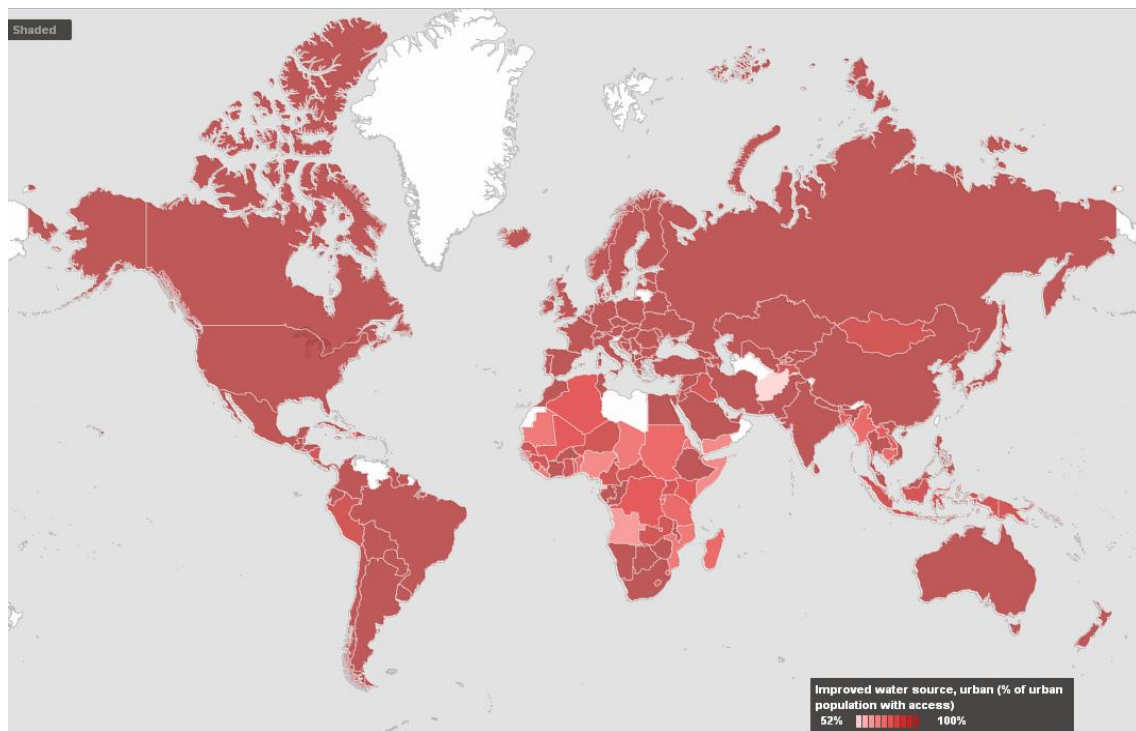 Shaded
Improved water source, urban (% of urban
population with access)
52% 100%